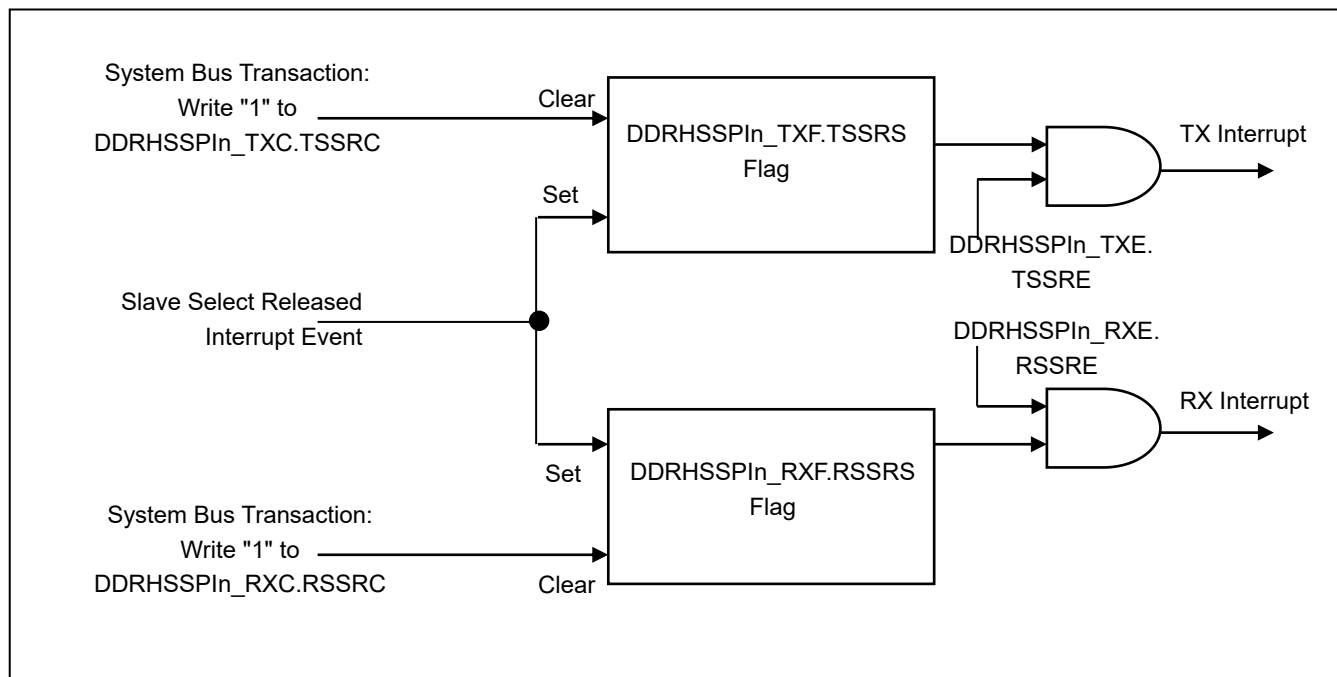 System Bus Transaction:
Write "1" to
DDRHSSPIn_TXC.TSSRC
Clear
DDRHSSPIn_TXF.TSSRS
Flag
TX Interrupt
Set
DDRHSSPIn_TXE.
TSSRE
Slave Select Released
Interrupt Event
DDRHSSPIn_RXE.
RSSRE
RX Interrupt
Set
DDRHSSPIn_RXF.RSSRS
Flag
System Bus Transaction:
Write "1" to
DDRHSSPIn_RXC.RSSRC
Clear